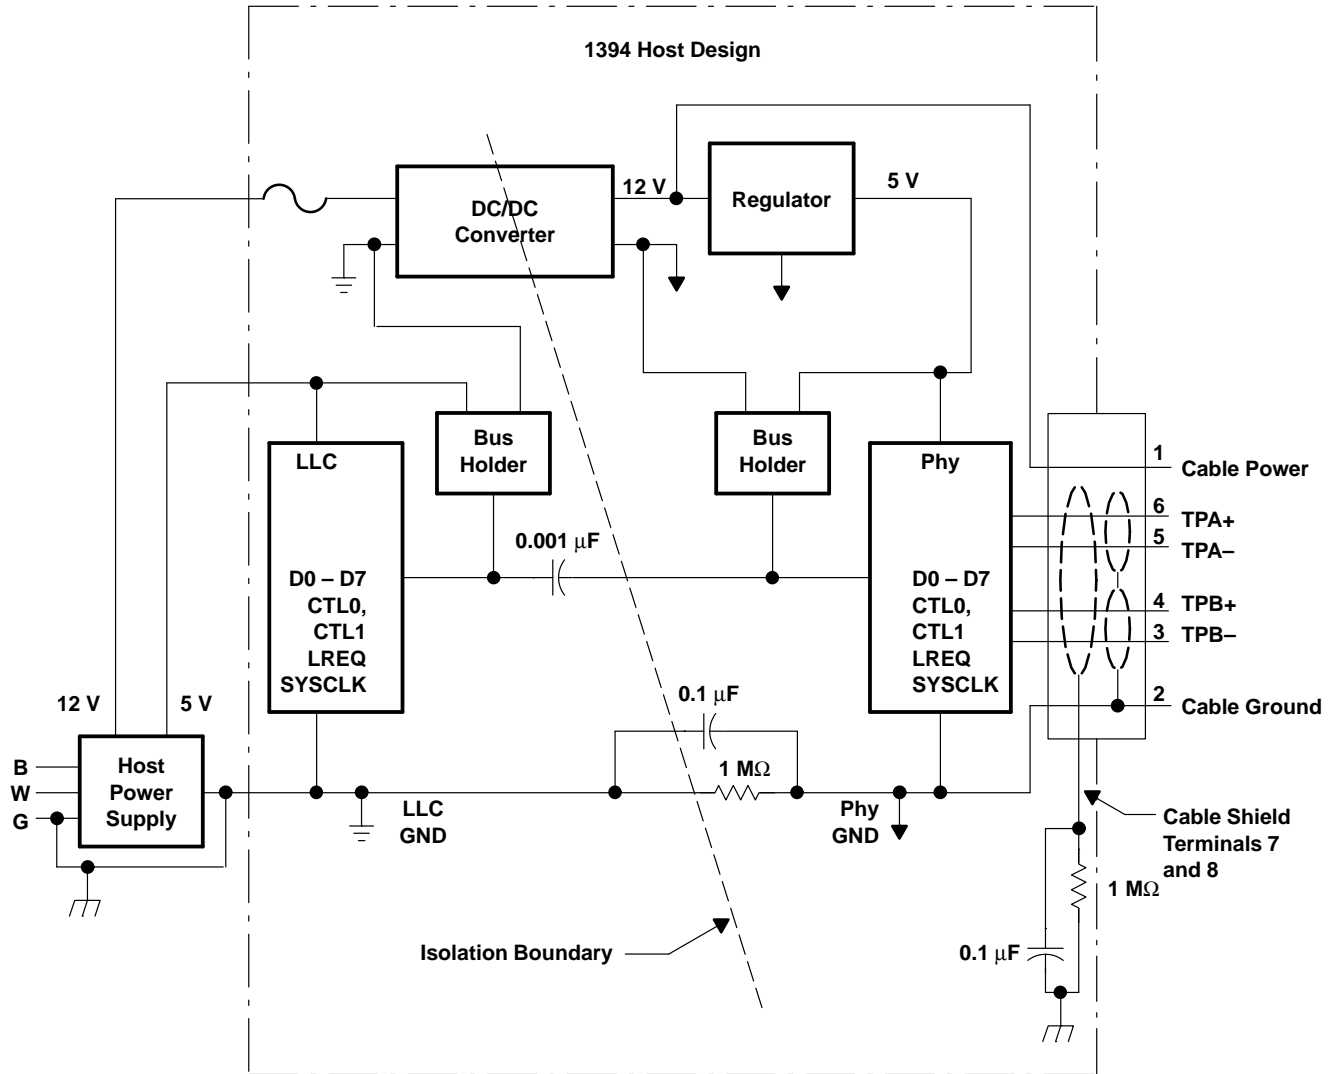 1394 Host Design
12 V
5 V
DC/DC
Converter
Regulator
Bus
Holder
Bus
Holder
LLC
Phy
1
Cable Power
6
TPA+
5
TPA–
0.001 μF
D0 – D7
CTL0,
CTL1
LREQ
SYSCLK
D0 – D7
CTL0,
CTL1
LREQ
SYSCLK
4
TPB+
3
TPB–
12 V
5 V
0.1 μF
2
Cable Ground
B
W
G
Host
Power
Supply
1 MΩ
LLC
GND
Phy
GND
Cable Shield
Terminals 7
and 8
1 MΩ
Isolation Boundary
0.1 μF